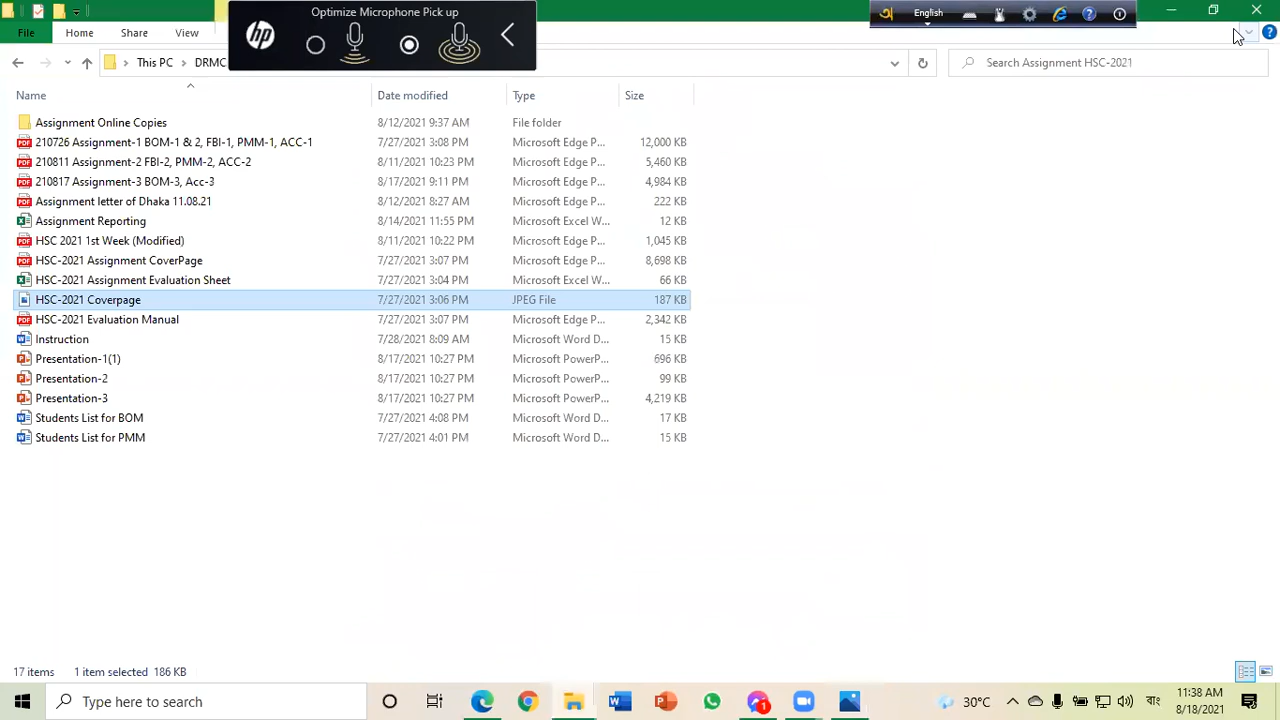 Optimize Microphone Pick up
English
File Home Share View
This PC DRMC
Search Assignment HSC-2021
Name Date modified Type Size
Assignment Online Copies 8/12/2021 9:37 AM File folder
210726 Assignment-1 BOM-1 & 2, FBI-1, PMM-1, ACC-1 7/27/2021 3:08 PM Microsoft Edge P... 12,000 KB
210811 Assignment-2 FBI-2, PMM-2, ACC-2 8/11/2021 10:23 PM Microsoft Edge P... 5,460 KB
210817 Assignment-3 BOM-3, Acc-3 8/17/2021 9:11 PM Microsoft Edge P... 4,984 KB
Assignment letter of Dhaka 11.08.21 8/12/2021 8:27 AM Microsoft Edge P... 222 KB
Assignment Reporting 8/14/2021 11:55 PM Microsoft Excel W... 12 KB
HSC 2021 1st Week (Modified) 8/11/2021 10:22 PM Microsoft Edge P... 1,045 KB
HSC-2021 Assignment CoverPage 7/27/2021 3:07 PM Microsoft Edge P... 8,698 KB
HSC-2021 Assignment Evaluation Sheet 7/27/2021 3:04 PM Microsoft Excel W... 66 KB
HSC-2021 Coverpage 7/27/2021 3:06 PM JPEG File 187 KB
HSC-2021 Evaluation Manual 7/27/2021 3:07 PM Microsoft Edge P... 2,342 KB
Instruction 7/28/2021 8:09 AM Microsoft Word D... 15 KB
Presentation-1(1) 8/17/2021 10:27 PM Microsoft PowerP... 696 KB
Presentation-2 8/17/2021 10:27 PM Microsoft PowerP... 99 KB
Presentation-3 8/17/2021 10:27 PM Microsoft PowerP... 4,219 KB
Students List for BOM 7/27/2021 4:08 PM Microsoft Word D... 17 KB
Students List for PMM 7/27/2021 4:01 PM Microsoft Word D... 15 KB
17 items 1 item selected 186 KB
Type here to search
30°C
বাং
11:38 AM
8/18/2021